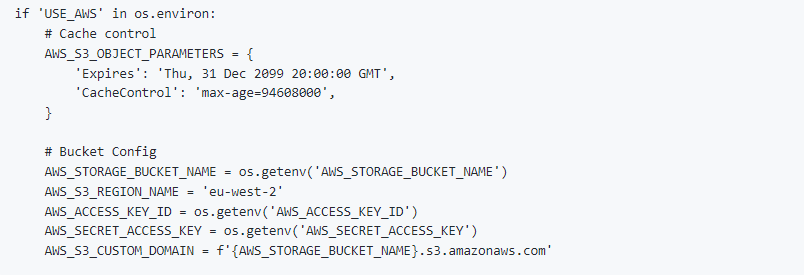 if 'USE_AWS' in os.environ:
    # Cache control
    AWS_S3_OBJECT_PARAMETERS = {
        'Expires': 'Thu, 31 Dec 2099 20:00:00 GMT',
        'CacheControl': 'max-age=94608000',
    }

    # Bucket Config
    AWS_STORAGE_BUCKET_NAME = os.getenv('AWS_STORAGE_BUCKET_NAME')
    AWS_S3_REGION_NAME = 'eu-west-2'
    AWS_ACCESS_KEY_ID = os.getenv('AWS_ACCESS_KEY_ID')
    AWS_SECRET_ACCESS_KEY = os.getenv('AWS_SECRET_ACCESS_KEY')
    AWS_S3_CUSTOM_DOMAIN = f'{AWS_STORAGE_BUCKET_NAME}.s3.amazonaws.com'